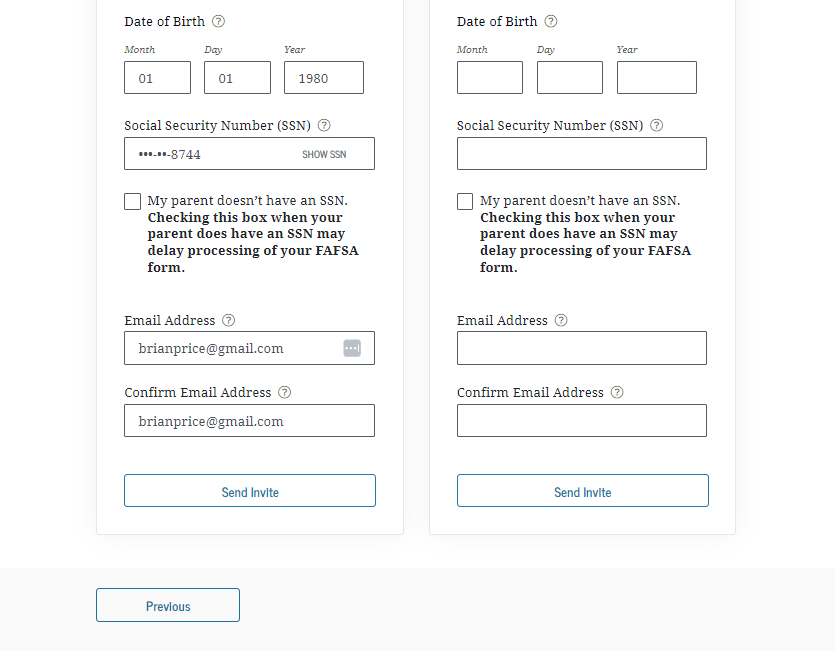 Date of Birth ?
Month Day Year
01 01 1980
Social Security Number (SSN) ?
•••-••-8744 SHOW SSN
My parent doesn’t have an SSN.
Checking this box when your
parent does have an SSN may
delay processing of your FAFSA
form.
Email Address ?
brianprice@gmail.com
Confirm Email Address ?
brianprice@gmail.com
Send Invite
Date of Birth ?
Month Day Year
Social Security Number (SSN) ?
My parent doesn’t have an SSN.
Checking this box when your
parent does have an SSN may
delay processing of your FAFSA
form.
Email Address ?
Confirm Email Address ?
Send Invite
Previous